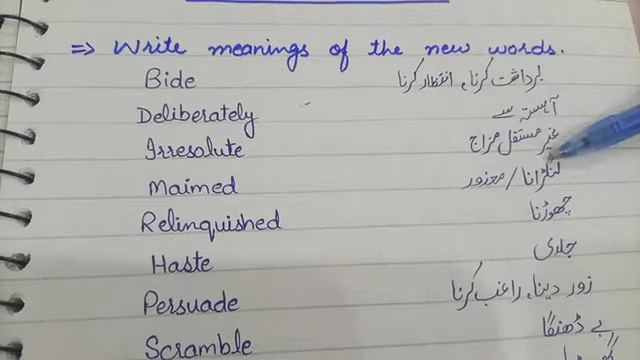 ⇒ Write meanings of the new words.
Bide برداشت کرنا، انتظار کرنا
Deliberately آہستہ سے
Irresolute غیر مستقل مزاج
Maimed لنگڑانا / معذور
Relinquished چھوڑنا
Haste جلدی
Persuade زور دینا، راغب کرنا
Scramble بے ڈھنگا